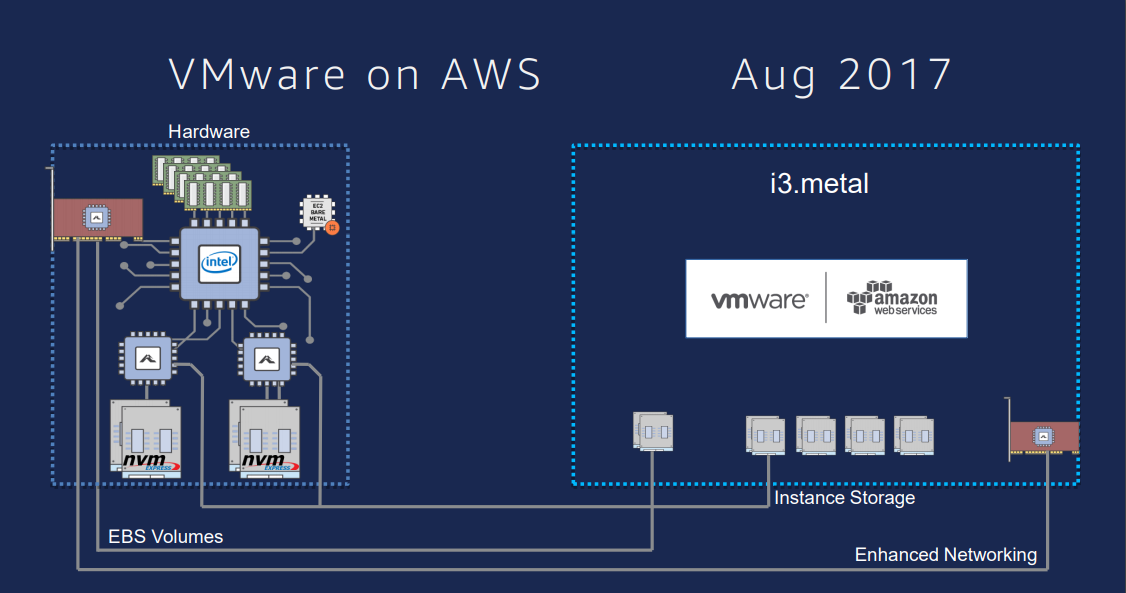 VMware on AWS
Aug 2017
Hardware
EC2
BARE
METAL
intel
nvm
EXPRESS
nvm
EXPRESS
i3.metal
vmware®
amazon
web services
Instance Storage
EBS Volumes
Enhanced Networking